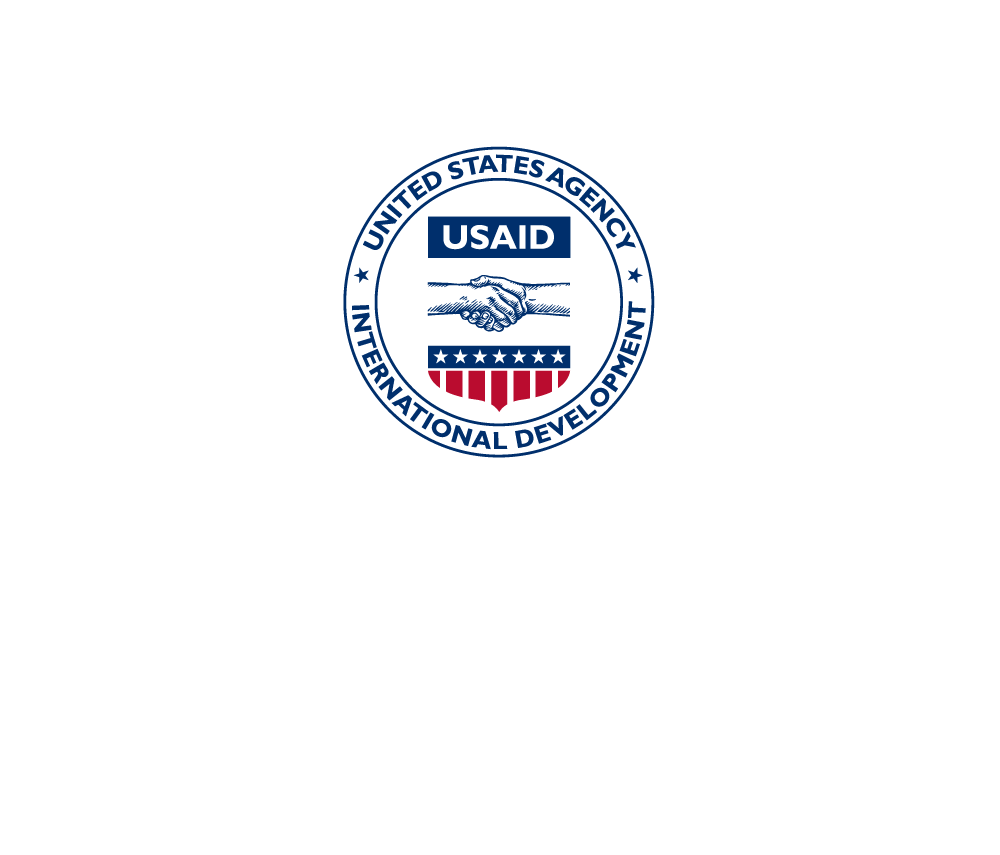 UNITED STATES AGENCY
USAID
INTERNATIONAL DEVELOPMENT